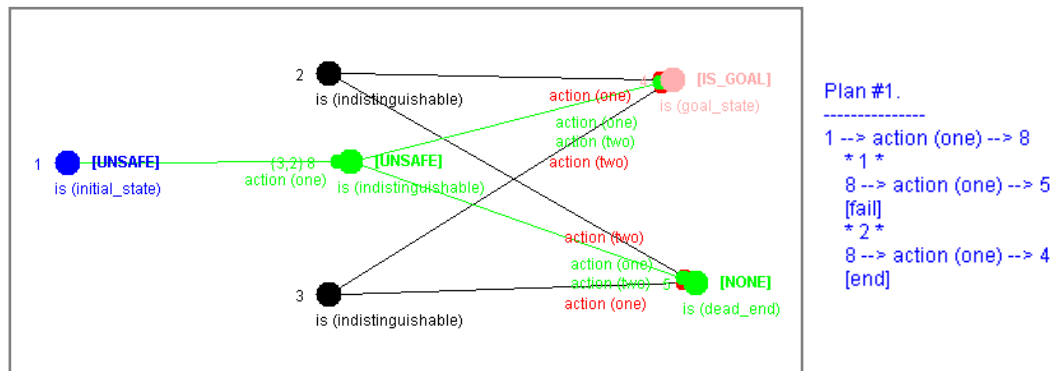 2
is (indistinguishable)
4
[IS_GOAL]
action (one)
is (goal_state)
action (one)
action (two)
action (two)
1
[UNSAFE]
is (initial_state)
(3,2) 8
[UNSAFE]
action (one)
is (indistinguishable)
action (two)
action (one)
action (two)
5
[NONE]
action (one)
is (dead_end)
3
is (indistinguishable)
Plan #1.
---------------
1 --> action (one) --> 8
* 1 *
8 --> action (one) --> 5
[fail]
* 2 *
8 --> action (one) --> 4
[end]